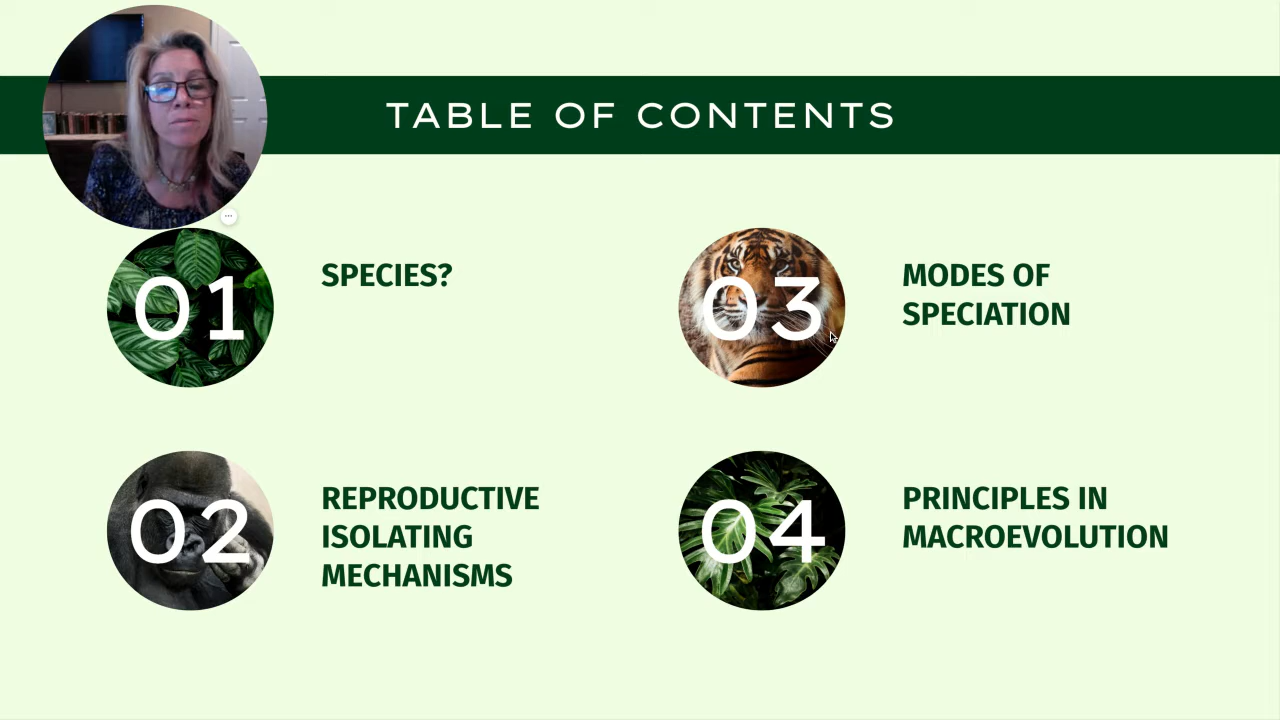 TABLE OF CONTENTS
01
SPECIES?
02
REPRODUCTIVE
ISOLATING
MECHANISMS
03
MODES OF
SPECIATION
04
PRINCIPLES IN
MACROEVOLUTION